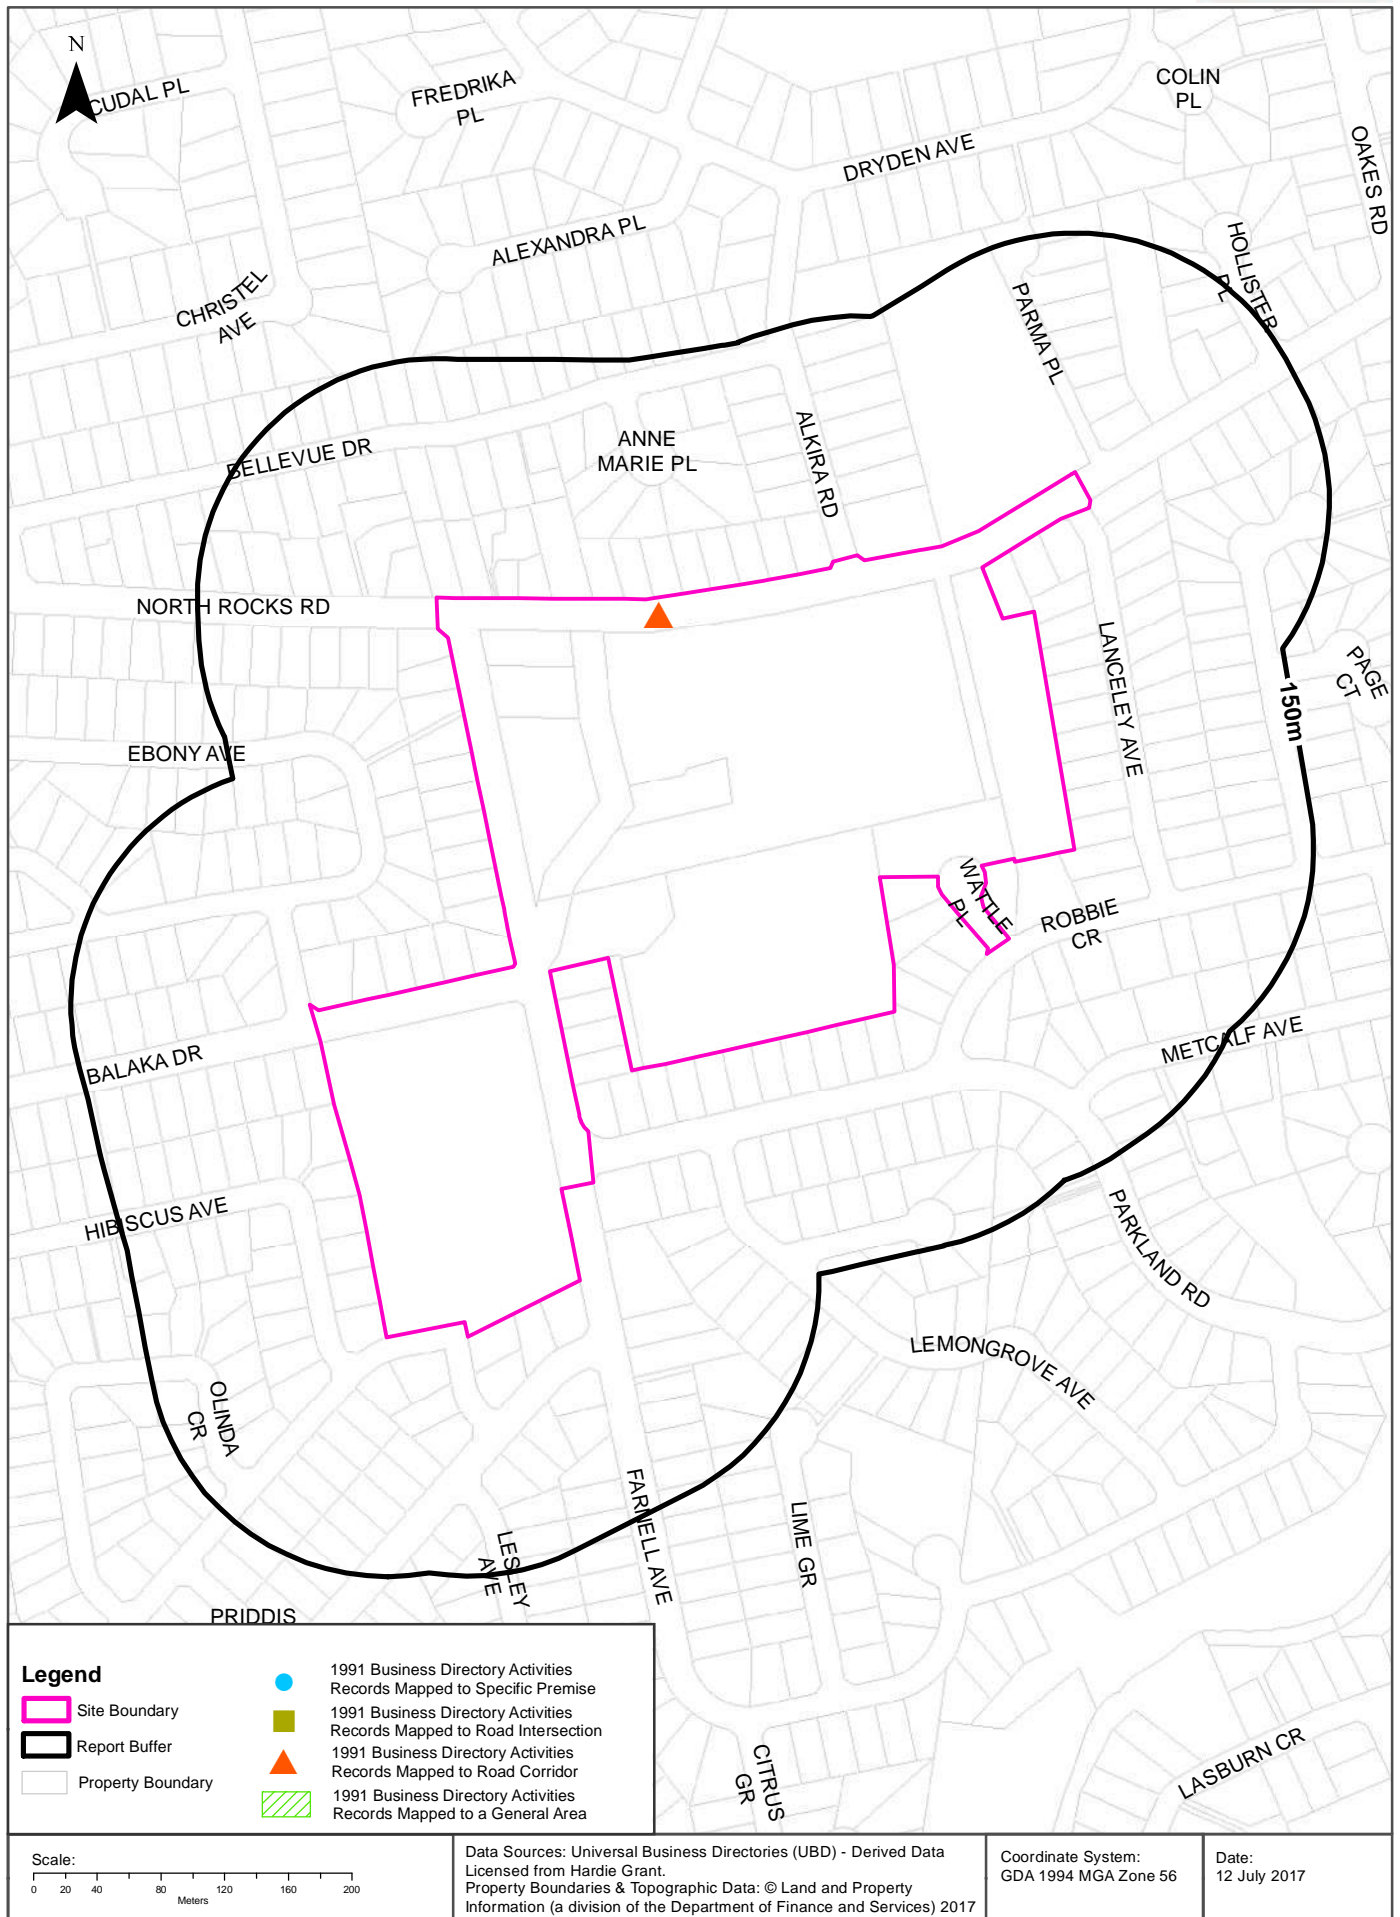 N
CUDAL PL
FREDRIKA
PL
COLIN
PL
DRYDEN AVE
OAKES RD
ALEXANDRA PL
HOLLISTER
PL
CHRISTEL
AVE
PARMA PL
BELLEVUE DR
ANNE
MARIE PL
ALKIRA RD
NORTH ROCKS RD
LANCELEY AVE
PAGE
CT
150m
EBONY AVE
WATTLE
PL
ROBBIE
CR
BALAKA DR
METCALF AVE
HIBISCUS AVE
PARKLAND RD
LEMONGROVE AVE
OLINDA
CR
FARNELL AVE
LIME GR
LESLEY
AVE
PRIDDIS
CITRUS
GR
LASBURN CR
Legend
Site Boundary
Report Buffer
Property Boundary
1991 Business Directory Activities
Records Mapped to Specific Premise
1991 Business Directory Activities
Records Mapped to Road Intersection
1991 Business Directory Activities
Records Mapped to Road Corridor
1991 Business Directory Activities
Records Mapped to a General Area
Scale:
0 20 40 80 120 160 200
Meters
Data Sources: Universal Business Directories (UBD) - Derived Data
Licensed from Hardie Grant.
Property Boundaries & Topographic Data: © Land and Property
Information (a division of the Department of Finance and Services) 2017
Coordinate System:
GDA 1994 MGA Zone 56
Date:
12 July 2017